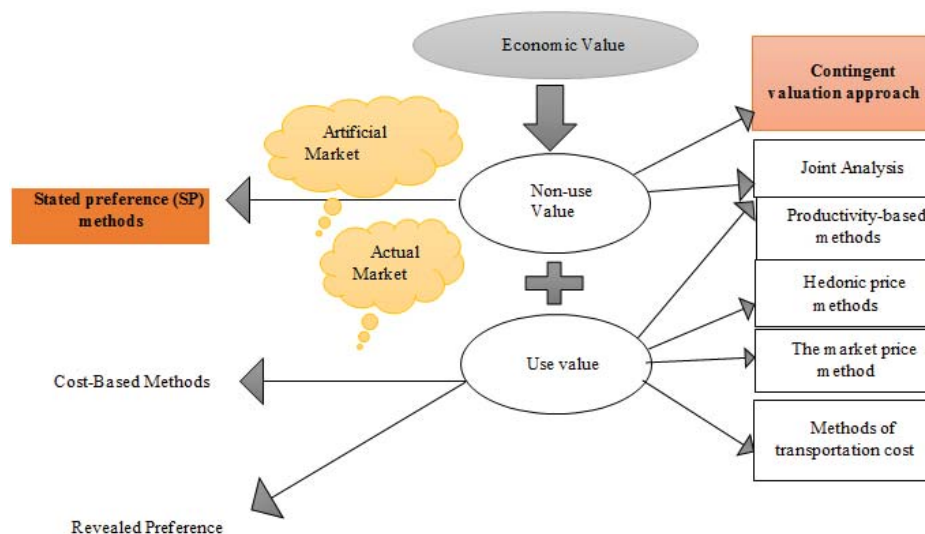 Economic Value
Contingent
valuation approach
Artificial
Market
Joint Analysis
Non-use
Value
Stated preference (SP)
methods
Productivity-based
methods
Actual
Market
Hedonic price
methods
The market price
method
Use value
Cost-Based Methods
Methods of
transportation cost
Revealed Preference